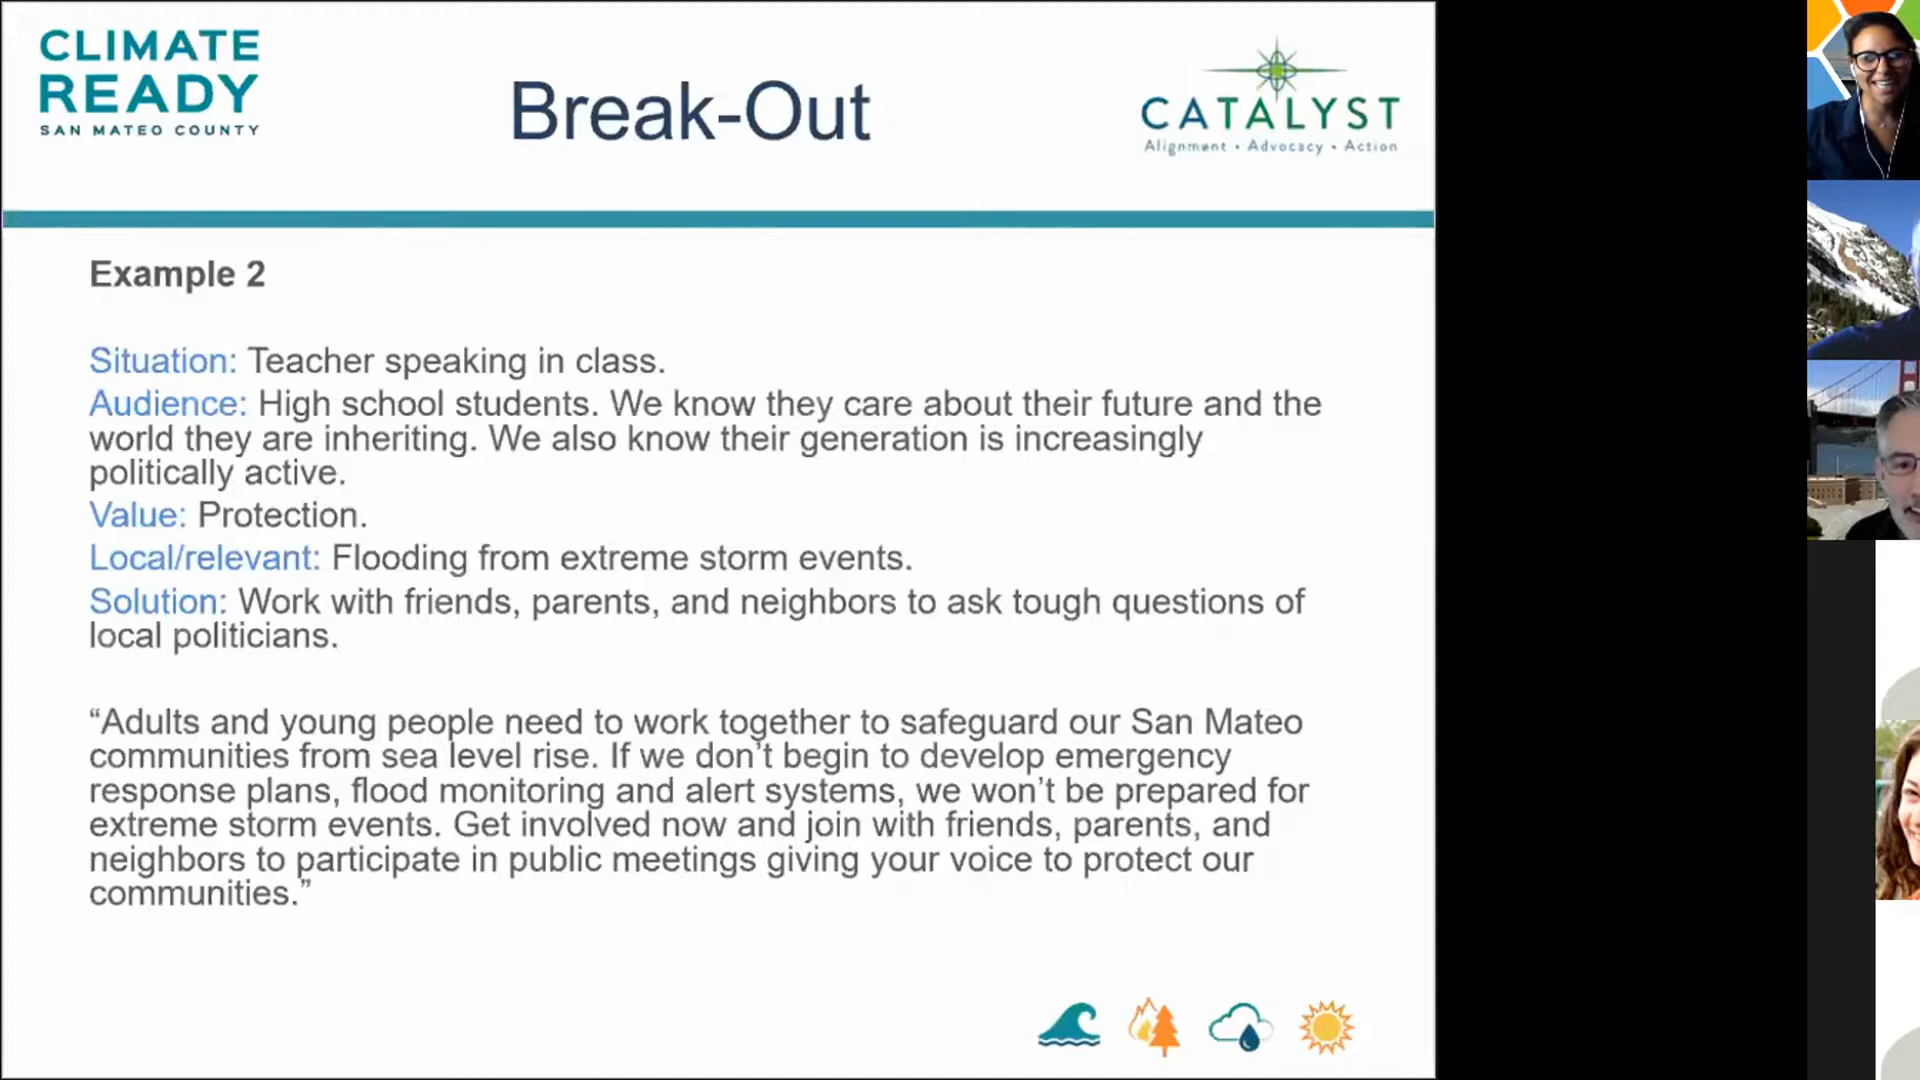 CLIMATE
READY
SAN MATEO COUNTY
Break-Out
CATALYST
Alignment • Advocacy • Action
Example 2
Situation: Teacher speaking in class.
Audience: High school students. We know they care about their future and the
world they are inheriting. We also know their generation is increasingly
politically active.
Value: Protection.
Local/relevant: Flooding from extreme storm events.
Solution: Work with friends, parents, and neighbors to ask tough questions of
local politicians.
“Adults and young people need to work together to safeguard our San Mateo
communities from sea level rise. If we don’t begin to develop emergency
response plans, flood monitoring and alert systems, we won’t be prepared for
extreme storm events. Get involved now and join with friends, parents, and
neighbors to participate in public meetings giving your voice to protect our
communities.”